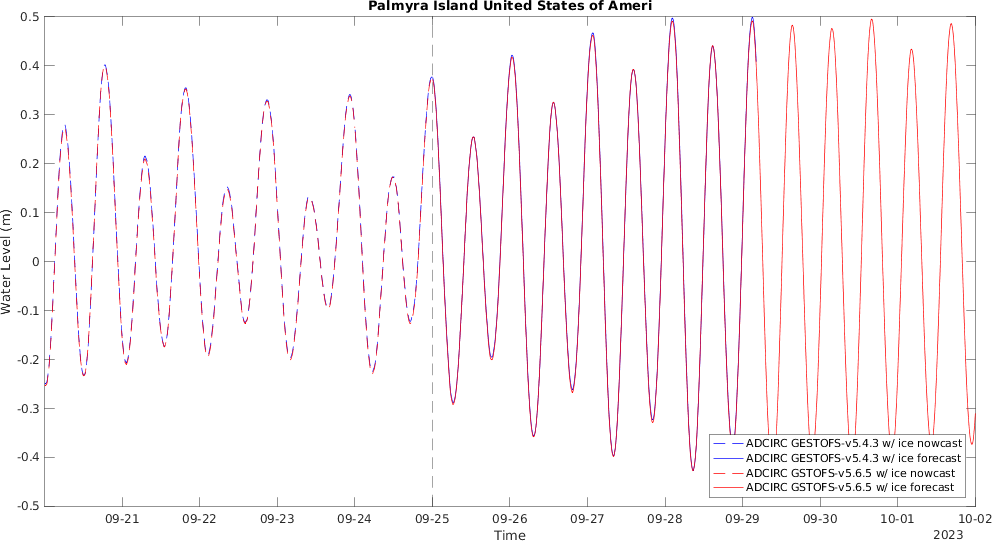 Palmyra Island United States of Ameri
0.5
0.4
0.3
0.2
0.1
0
-0.1
-0.2
-0.3
-0.4
-0.5
Water Level (m)
ADCIRC GESTOFS-v5.4.3 w/ ice nowcast
ADCIRC GESTOFS-v5.4.3 w/ ice forecast
ADCIRC GSTOFS-v5.6.5 w/ ice nowcast
ADCIRC GSTOFS-v5.6.5 w/ ice forecast
09-21 09-22 09-23 09-24 09-25 09-26 09-27 09-28 09-29 09-30 10-01 10-02
Time
2023